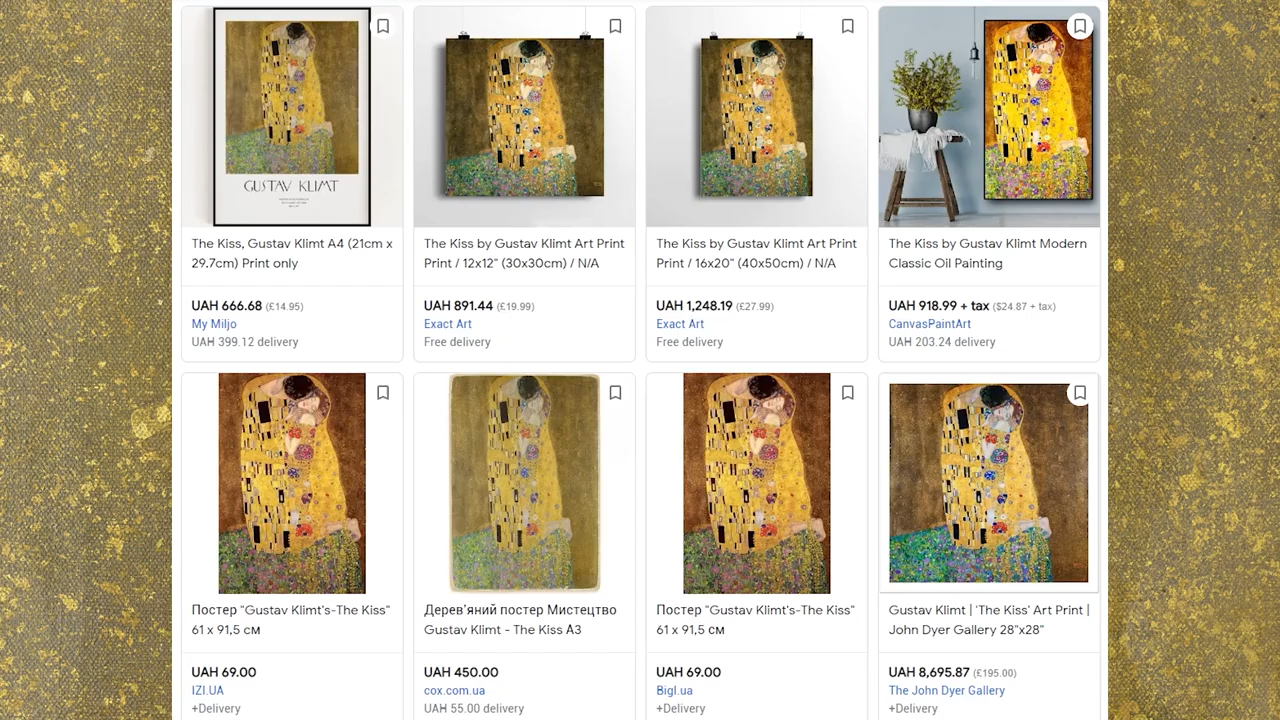 GUSTAV KLIMT
The Kiss, Gustav Klimt A4 (21cm x
29.7cm) Print only
UAH 666.68 (£14.95)
My Miljo
UAH 399.12 delivery
The Kiss by Gustav Klimt Art Print
Print / 12x12" (30x30cm) / N/A
UAH 891.44 (£19.99)
Exact Art
Free delivery
The Kiss by Gustav Klimt Art Print
Print / 16x20" (40x50cm) / N/A
UAH 1,248.19 (£27.99)
Exact Art
Free delivery
The Kiss by Gustav Klimt Modern
Classic Oil Painting
UAH 918.99 + tax ($24.87 + tax)
CanvasPaintArt
UAH 203.24 delivery
Постер "Gustav Klimt's-The Kiss"
61 x 91,5 см
UAH 69.00
IZI.UA
+Delivery
Дерев'яний постер Мистецтво
Gustav Klimt - The Kiss A3
UAH 450.00
cox.com.ua
UAH 55.00 delivery
Постер "Gustav Klimt's-The Kiss"
61 x 91,5 см
UAH 69.00
Bigl.ua
+Delivery
Gustav Klimt | 'The Kiss' Art Print |
John Dyer Gallery 28"x28"
UAH 8,695.87 (£195.00)
The John Dyer Gallery
+Delivery